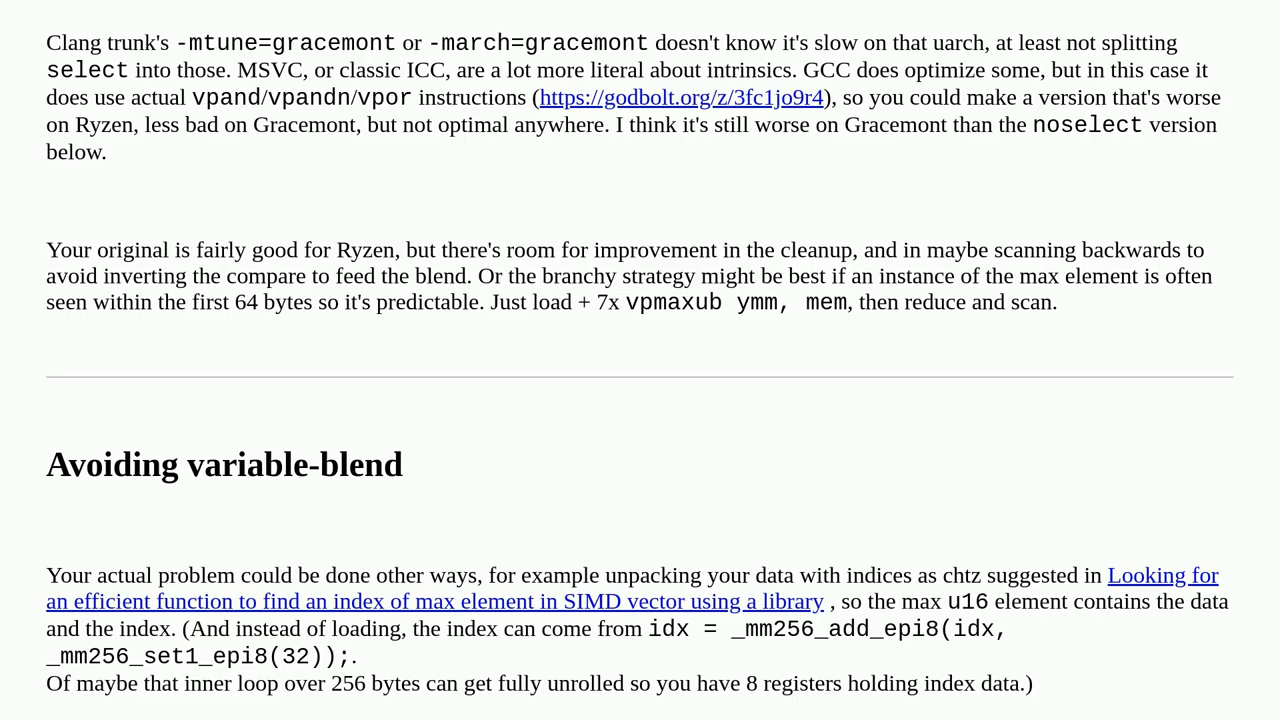 Clang trunk's -mtune=gracemont or -march=gracemont doesn't know it's slow on that uarch, at least not splitting
select into those. MSVC, or classic ICC, are a lot more literal about intrinsics. GCC does optimize some, but in this case it
does use actual vpand/vpandn/vpor instructions (https://godbolt.org/z/3fc1jo9r4), so you could make a version that's worse
on Ryzen, less bad on Gracemont, but not optimal anywhere. I think it's still worse on Gracemont than the noselect version
below.
Your original is fairly good for Ryzen, but there's room for improvement in the cleanup, and in maybe scanning backwards to
avoid inverting the compare to feed the blend. Or the branchy strategy might be best if an instance of the max element is often
seen within the first 64 bytes so it's predictable. Just load + 7x vpmaxub ymm, mem, then reduce and scan.
Avoiding variable-blend
Your actual problem could be done other ways, for example unpacking your data with indices as chtz suggested in Looking for
an efficient function to find an index of max element in SIMD vector using a library , so the max u16 element contains the data
and the index. (And instead of loading, the index can come from idx = _mm256_add_epi8(idx,
_mm256_set1_epi8(32));.
Of maybe that inner loop over 256 bytes can get fully unrolled so you have 8 registers holding index data.)